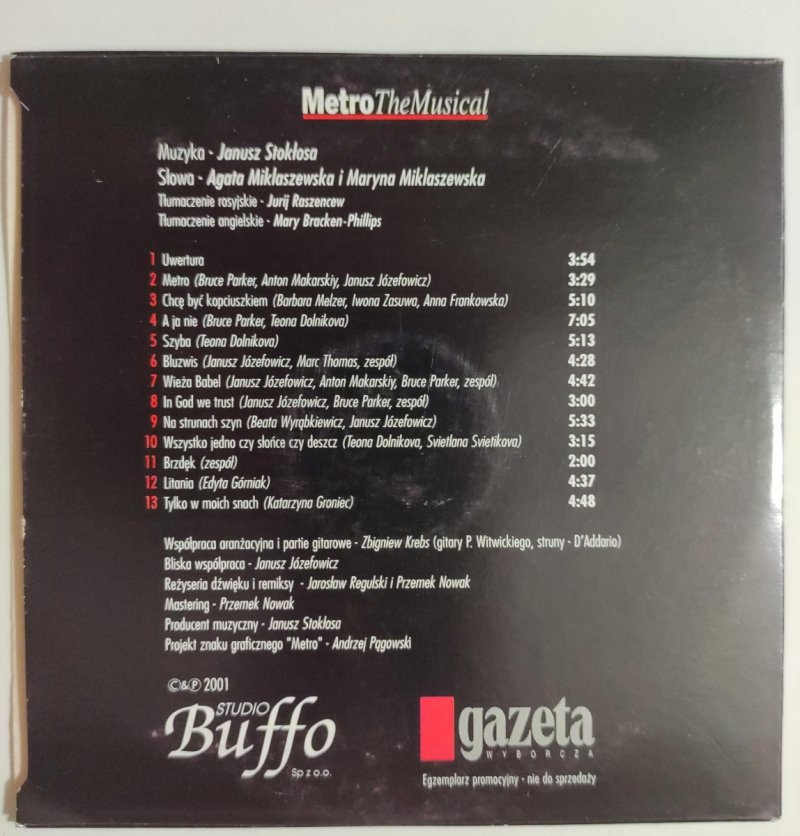 MetroTheMusical
Muzyka - Janusz Stokłosa
Słowa - Agata Miklaszewska i Maryna Miklaszewska
Tłumaczenie rosyjskie - Jurij Raszencew
Tłumaczenie angielskie - Mary Bracken-Phillips
1 Uwertura 3:54
2 Metro (Bruce Parker, Anton Makarskiy, Janusz Józefowicz) 3:29
3 Chcę być kopciuszkiem (Barbara Melzer, Iwona Zasuwa, Anna Frankowska) 5:10
4 A ja nie (Bruce Parker, Teona Dolnikova) 7:05
5 Szyba (Teona Dolnikova) 5:13
6 Bluzwis (Janusz Józefowicz, Marc Thomas, zespół) 4:28
7 Wieża Babel (Janusz Józefowicz, Anton Makarskiy, Bruce Parker, zespół) 4:42
8 In God we trust (Janusz Józefowicz, Bruce Parker, zespół) 3:00
9 Na strunach szyn (Beata Wyrąbkiewicz, Janusz Józefowicz) 5:33
10 Wszystko jedno czy słońce czy deszcz (Teona Dolnikova, Svietlana Svietikova) 3:15
11 Brzdęk (zespół) 2:00
12 Litania (Edyta Górniak) 4:37
13 Tylko w moich snach (Katarzyna Groniec) 4:48
Współpraca aranżacyjna i partie gitarowe - Zbigniew Krebs (gitary P. Witwickiego, struny - D'Addario)
Bliska współpraca - Janusz Józefowicz
Reżyseria dźwięku i remiksy - Jarosław Regulski i Przemek Nowak
Mastering - Przemek Nowak
Producent muzyczny - Janusz Stokłosa
Projekt znaku graficznego "Metro" - Andrzej Pągowski
©&℗ 2001
STUDIO
Buffo
Sp z o.o.
gazeta
WYBORCZA
Egzemplarz promocyjny - nie do sprzedaży